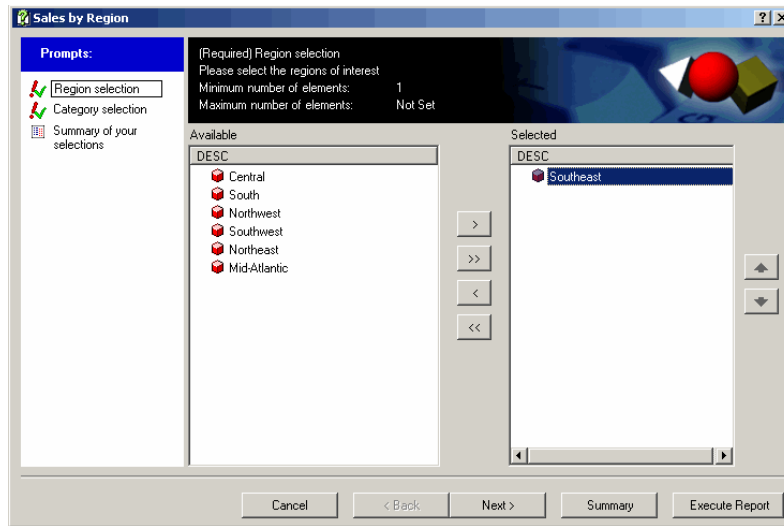 Sales by Region
Prompts:
Region selection
Category selection
Summary of your
selections
(Required) Region selection
Please select the regions of interest
Minimum number of elements: 1
Maximum number of elements: Not Set
Available
DESC
Central
South
Northwest
Southwest
Northeast
Mid-Atlantic
>
>>
<
<<
Selected
DESC
Southeast
Cancel
< Back
Next >
Summary
Execute Report